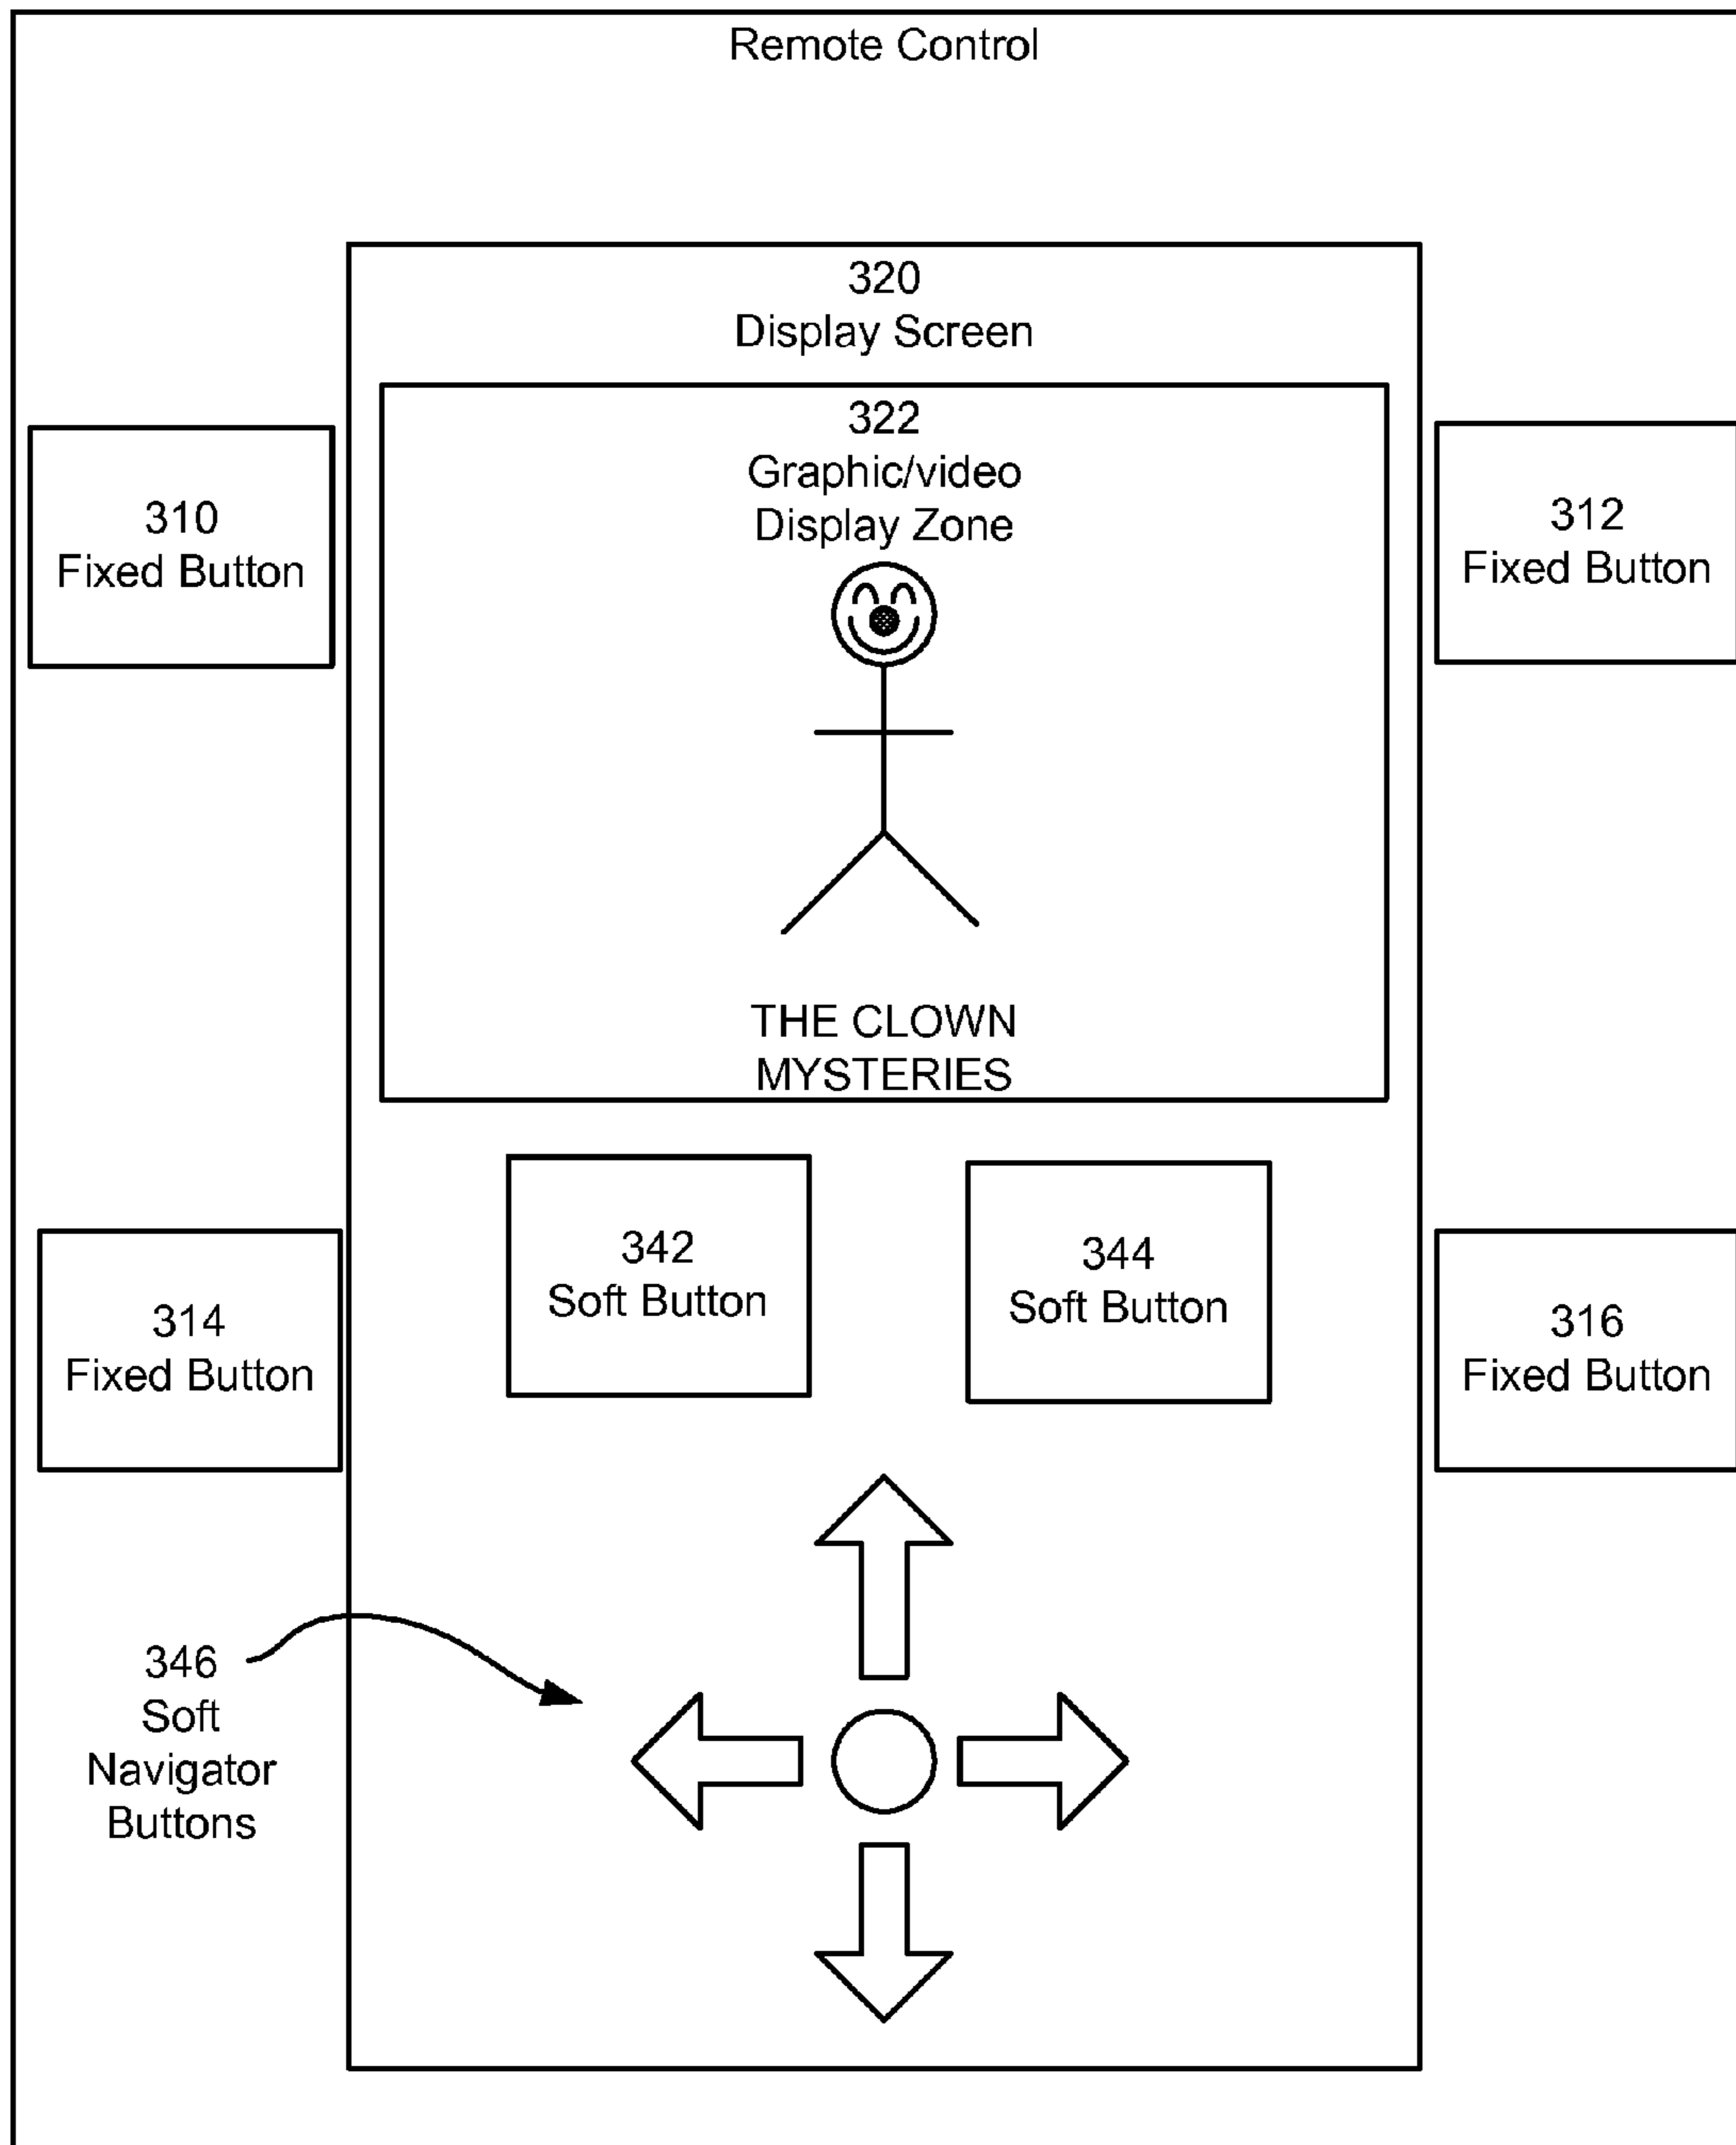 Remote Control
320
Display Screen
322
Graphic/video
Display Zone
310
Fixed Button
312
Fixed Button
THE CLOWN
MYSTERIES
342
Soft Button
344
Soft Button
314
Fixed Button
316
Fixed Button
346
Soft
Navigator
Buttons